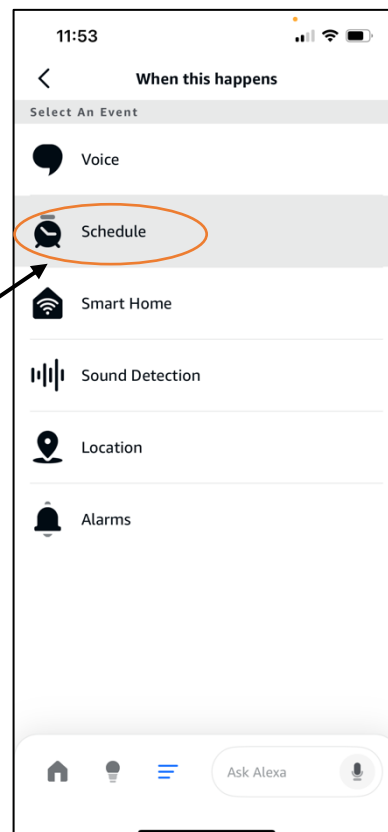 11:53
When this happens
Select An Event
Voice
Schedule
Smart Home
Sound Detection
Location
Alarms
Ask Alexa